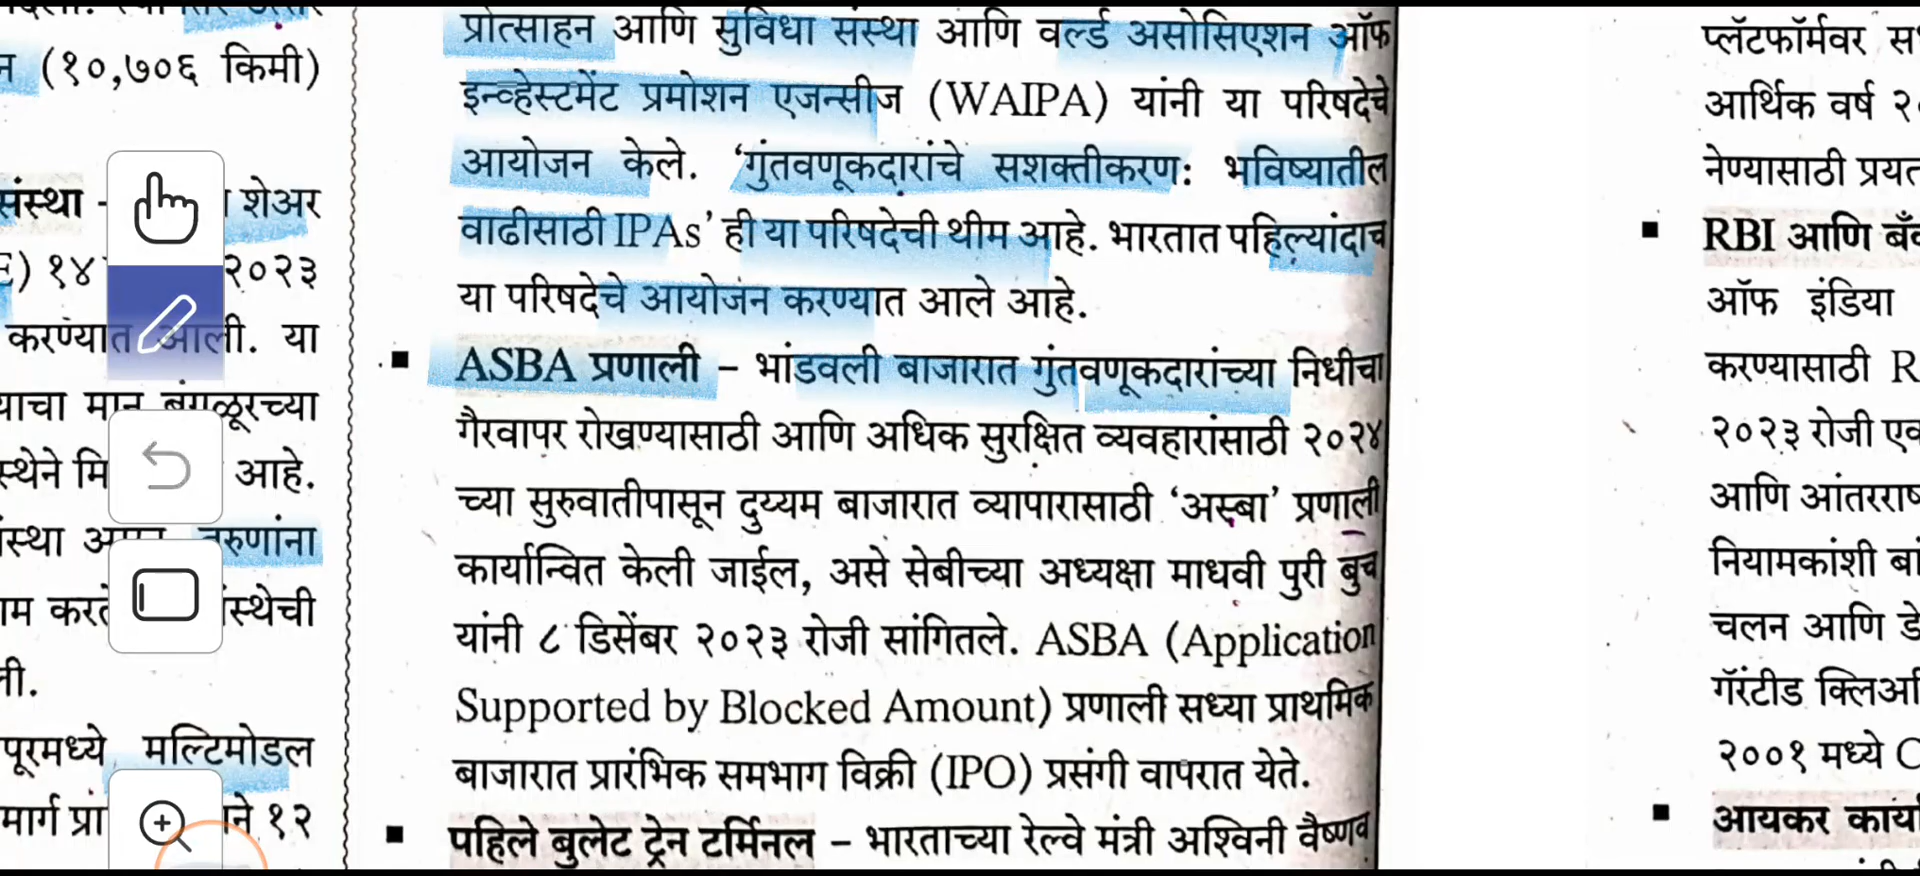 (१०,७०६ किमी)
संस्था -
शेअर
१४
२०२३
करण्यात आली. या
मान बंगळूरच्या
आहे.
तरुणांना
मल्टिमोडल
मार्ग
ने १२
प्रोत्साहन आणि सुविधा संस्था आणि वर्ल्ड असोसिएशन ऑफ
इन्व्हेस्टमेंट प्रमोशन एजन्सीज (WAIPA) यांनी या परिषदेचे
आयोजन केले. ‘गुंतवणूकदारांचे सशक्तीकरण: भविष्यातील
वाढीसाठी IPAs’ ही या परिषदेची थीम आहे. भारतात पहिल्यांदाच
या परिषदेचे आयोजन करण्यात आले आहे.
▪ ASBA प्रणाली – भांडवली बाजारात गुंतवणूकदारांच्या निधीचा
गैरवापर रोखण्यासाठी आणि अधिक सुरक्षित व्यवहारांसाठी २०२४
च्या सुरुवातीपासून दुय्यम बाजारात व्यापारासाठी ‘अस्बा’ प्रणाली
कार्यान्वित केली जाईल, असे सेबीच्या अध्यक्षा माधवी पुरी बुच
यांनी ८ डिसेंबर २०२३ रोजी सांगितले. ASBA (Application
Supported by Blocked Amount) प्रणाली सध्या प्राथमिक
बाजारात प्रारंभिक समभाग विक्री (IPO) प्रसंगी वापरात येते.
▪ पहिले बुलेट ट्रेन टर्मिनल – भारताच्या रेल्वे मंत्री अश्विनी वैष्णव
प्लॅटफॉर्मवर
आर्थिक वर्ष
नेण्यासाठी
▪ RBI आणि
ऑफ इंडिया
करण्यासाठी
२०२३ रोजी
आणि
नियामकांशी
चलन आणि
गॅरंटीड
२००१ मध्ये
▪ आयकर